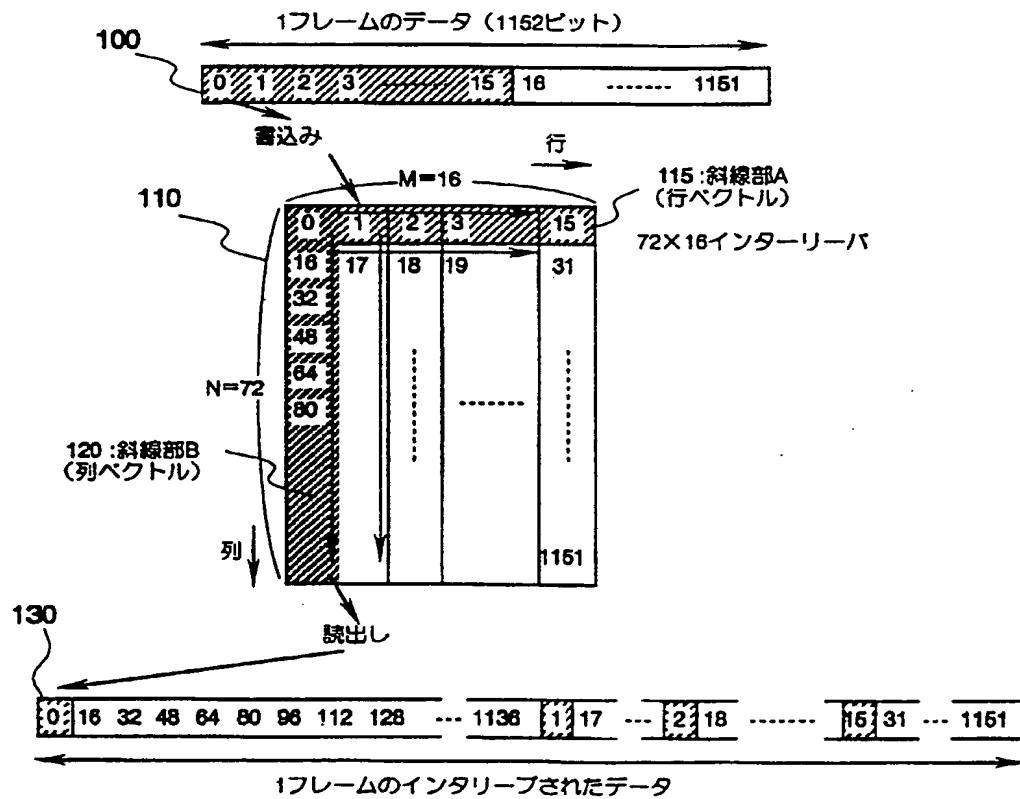 1フレームのデータ（1152ビット）
100
0 1 2 3 ------ 15 16 ------- 1151
書込み
行
M=16
115:斜線部A
（行ベクトル）
110
0 1 2 3 15
72×16インターリーバ
16 17 18 19 31
32
48
64
N=72
80
120:斜線部B
（列ベクトル）
列
1151
130
読出し
0 16 32 48 64 80 96 112 128 --- 1136 1 17 --- 2 18 ------- 15 31 --- 1151
1フレームのインタリーブされたデータ